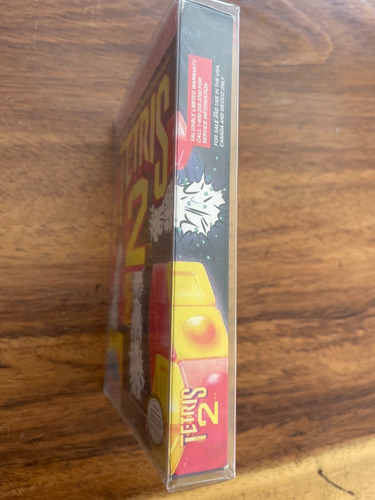 VALUABLE LIMITED WARRANTY
CALL 1-800-255-3700 FOR
SERVICE INFORMATION
FOR SALE AND USE IN THE USA,
CANADA AND MEXICO ONLY
TETRIS
2
TETRIS
2